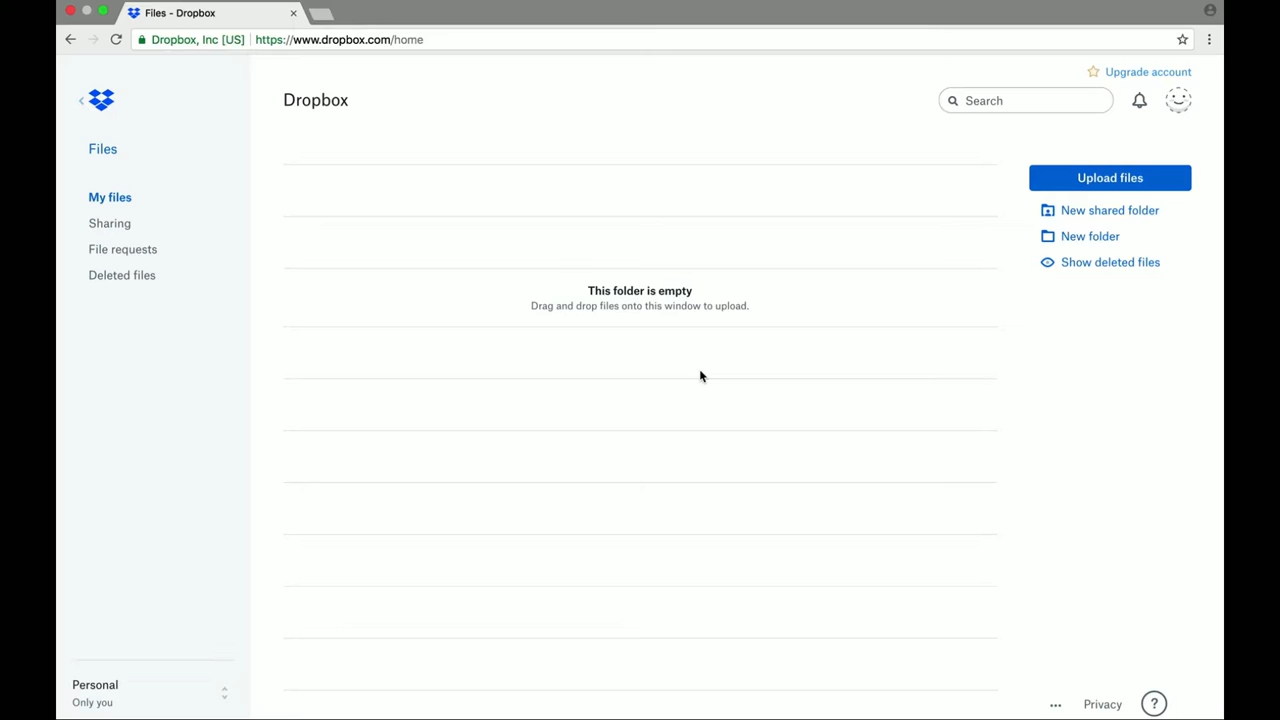 Files - Dropbox
Dropbox, Inc [US] https://www.dropbox.com/home
Upgrade account
Dropbox
Search
Files
My files
Sharing
File requests
Deleted files
Upload files
New shared folder
New folder
Show deleted files
This folder is empty
Drag and drop files onto this window to upload.
Personal
Only you
Privacy
?